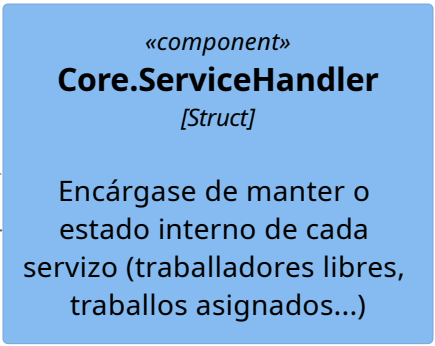 «component»
Core.ServiceHandler
[Struct]
Encárgase de manter o
estado interno de cada
servizo (traballadores libres,
traballos asignados...)